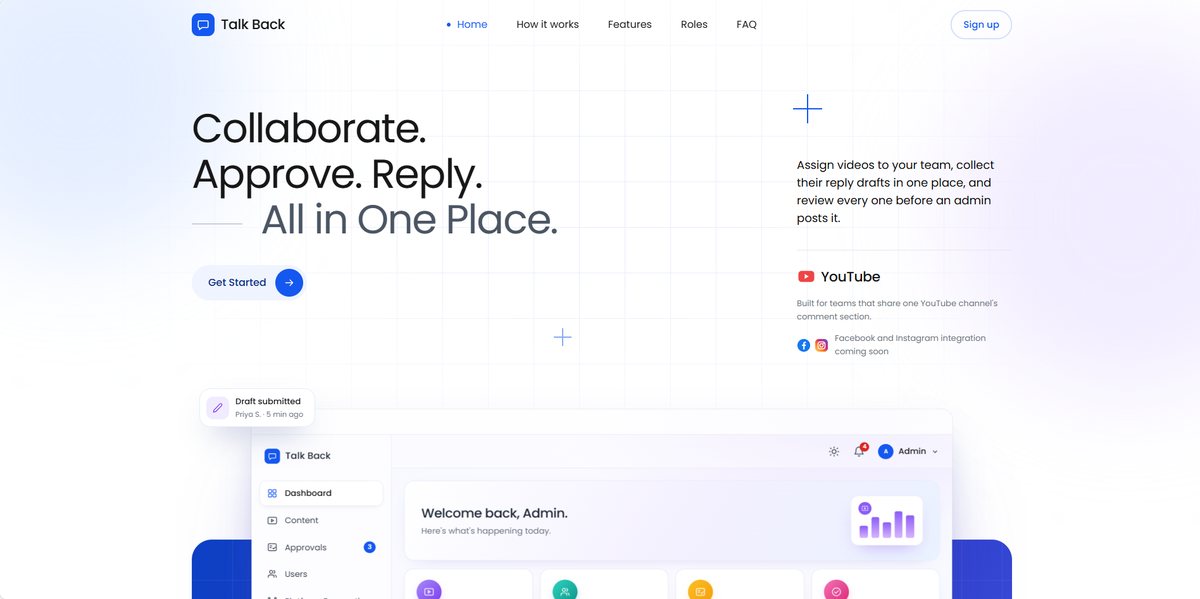 Talk Back
Home
How it works
Features
Roles
FAQ
Sign up
Collaborate.
Approve. Reply.
All in One Place.
Get Started
Assign videos to your team, collect
their reply drafts in one place, and
review every one before an admin
posts it.
YouTube
Built for teams that share one YouTube channel's
comment section.
Facebook and Instagram integration
coming soon
Draft submitted
Priya S. · 5 min ago
Talk Back
4
A
Admin
Dashboard
Content
Approvals
3
Users
Welcome back, Admin.
Here's what's happening today.